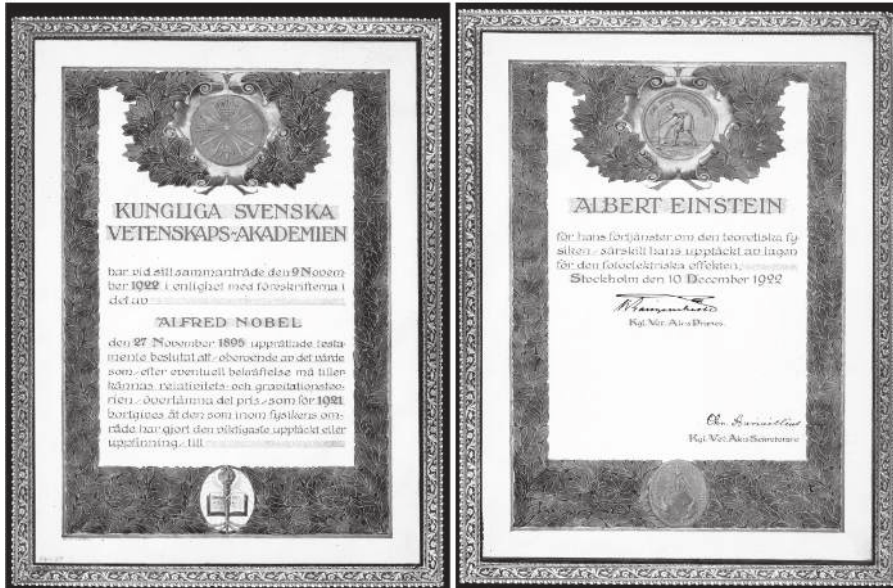 KUNGLIGA SVENSKA
VETENSKAPS-AKADEMIEN
har vid sitt sammanträde den 9 Novem
ber 1922 i enlighet med föreskrifterna i
det av
ALFRED NOBEL
den 27 November 1895 upprättade testa
mente beslutat att oberoende av det värde
som efter eventuell bekräftelse må tiller
kännas relativitets- och gravitationsteo-
rien överlämna det pris som för 1921
bortgives åt den som inom fysikens om-
råde har gjort den viktigaste upptäckt eller
uppfinning till
ALBERT EINSTEIN
för hans förtjänster om den teoretiska fy
siken särskilt hans upptäckt av lagen
för den fotoelektriska effekten.
Stockholm den 10 December 1922
Kgl. Vet. Akns Preses
Kgl. Vet. Akns Secreterare